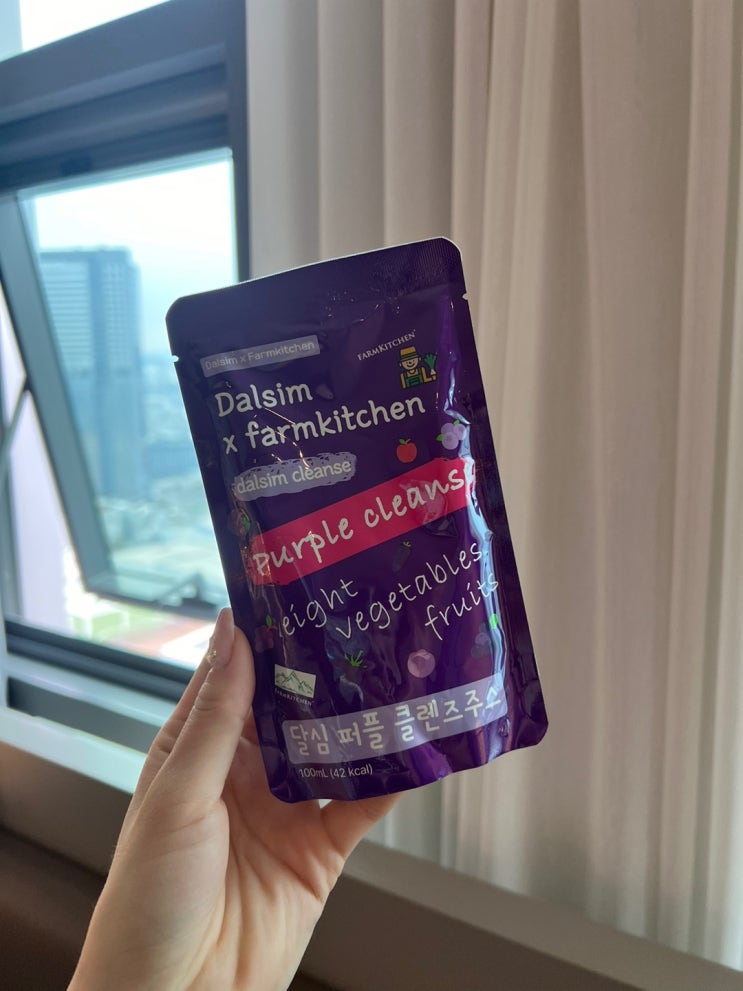 Dalsim x Farmkitchen
FARMKITCHEN
Dalsim
x farmkitchen
dalsim cleanse
Purple cleans
eight
vegetables
fruits
FARMKITCHEN
달심 퍼플 클렌즈주스
100mL (42 kcal)